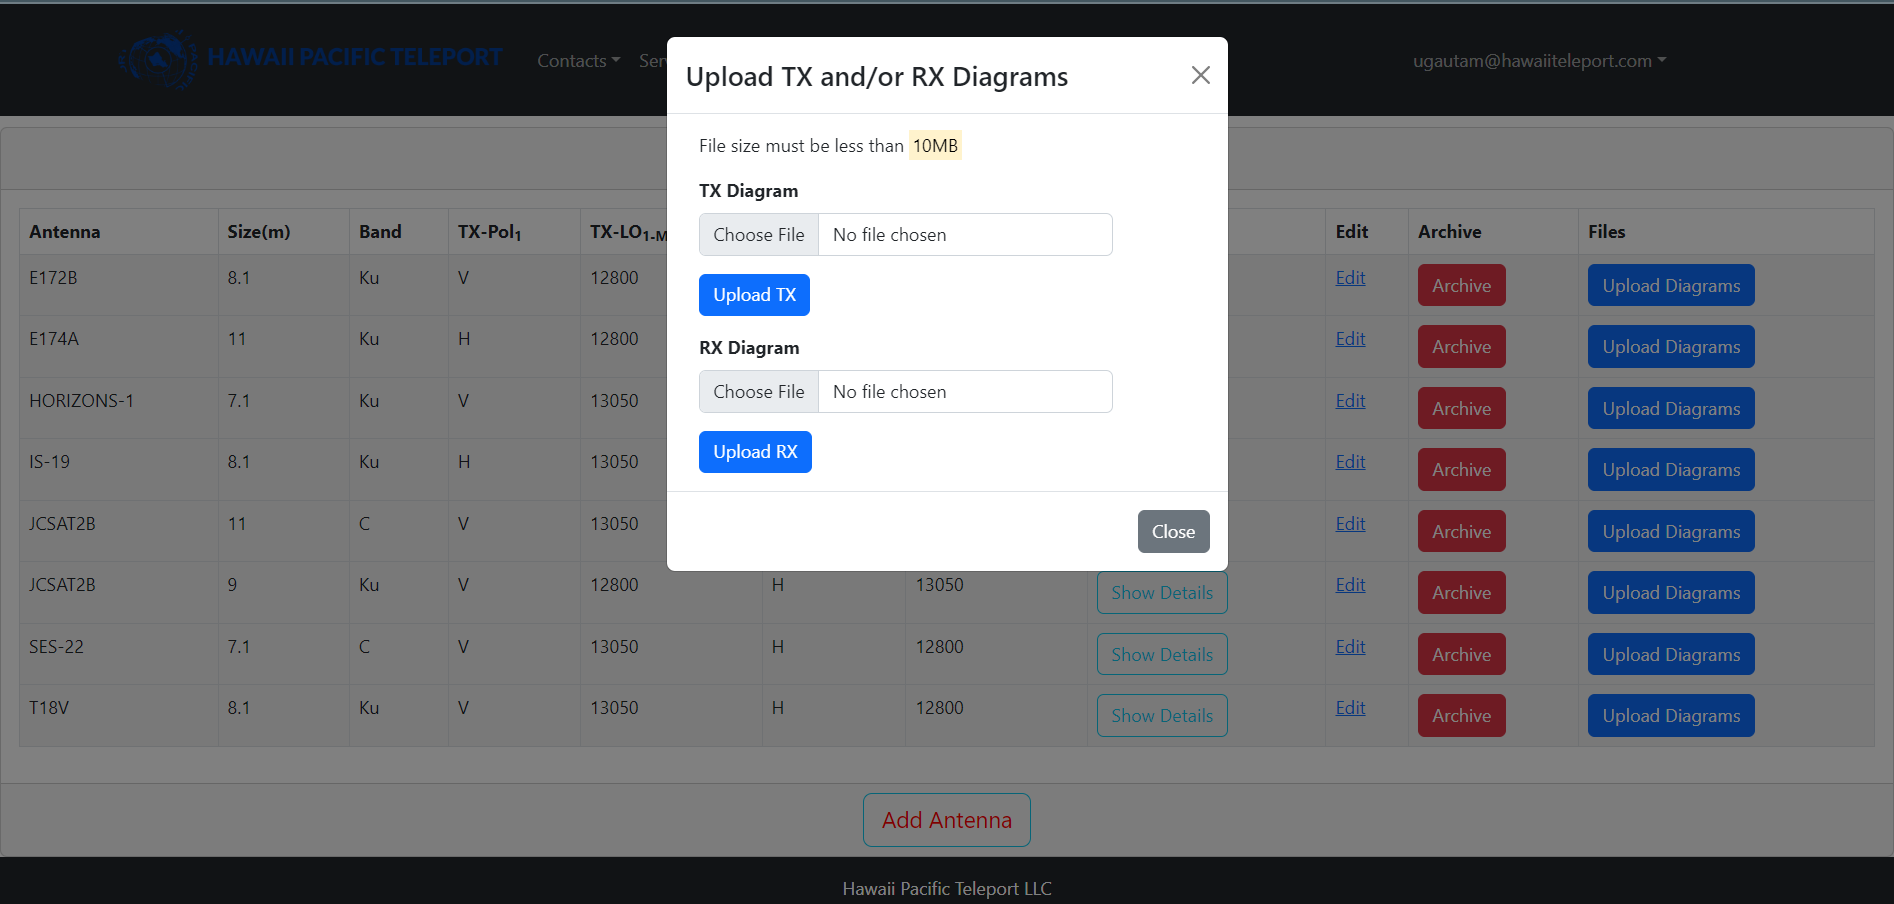 HAWAII PACIFIC TELEPORT
Contacts
ugautam@hawaiiteleport.com
Upload TX and/or RX Diagrams
File size must be less than 10MB
TX Diagram
Choose File No file chosen
Upload TX
RX Diagram
Choose File No file chosen
Upload RX
Close
Antenna Size(m) Band TX-Pol1 TX-LO1-M Edit Archive Files
E172B 8.1 Ku V 12800 Edit Archive Upload Diagrams
E174A 11 Ku H 12800 Edit Archive Upload Diagrams
HORIZONS-1 7.1 Ku V 13050 Edit Archive Upload Diagrams
IS-19 8.1 Ku H 13050 Edit Archive Upload Diagrams
JCSAT2B 11 C V 13050 Edit Archive Upload Diagrams
JCSAT2B 9 Ku V 12800 H 13050 Show Details Edit Archive Upload Diagrams
SES-22 7.1 C V 13050 H 12800 Show Details Edit Archive Upload Diagrams
T18V 8.1 Ku V 13050 H 12800 Show Details Edit Archive Upload Diagrams
Add Antenna
Hawaii Pacific Teleport LLC